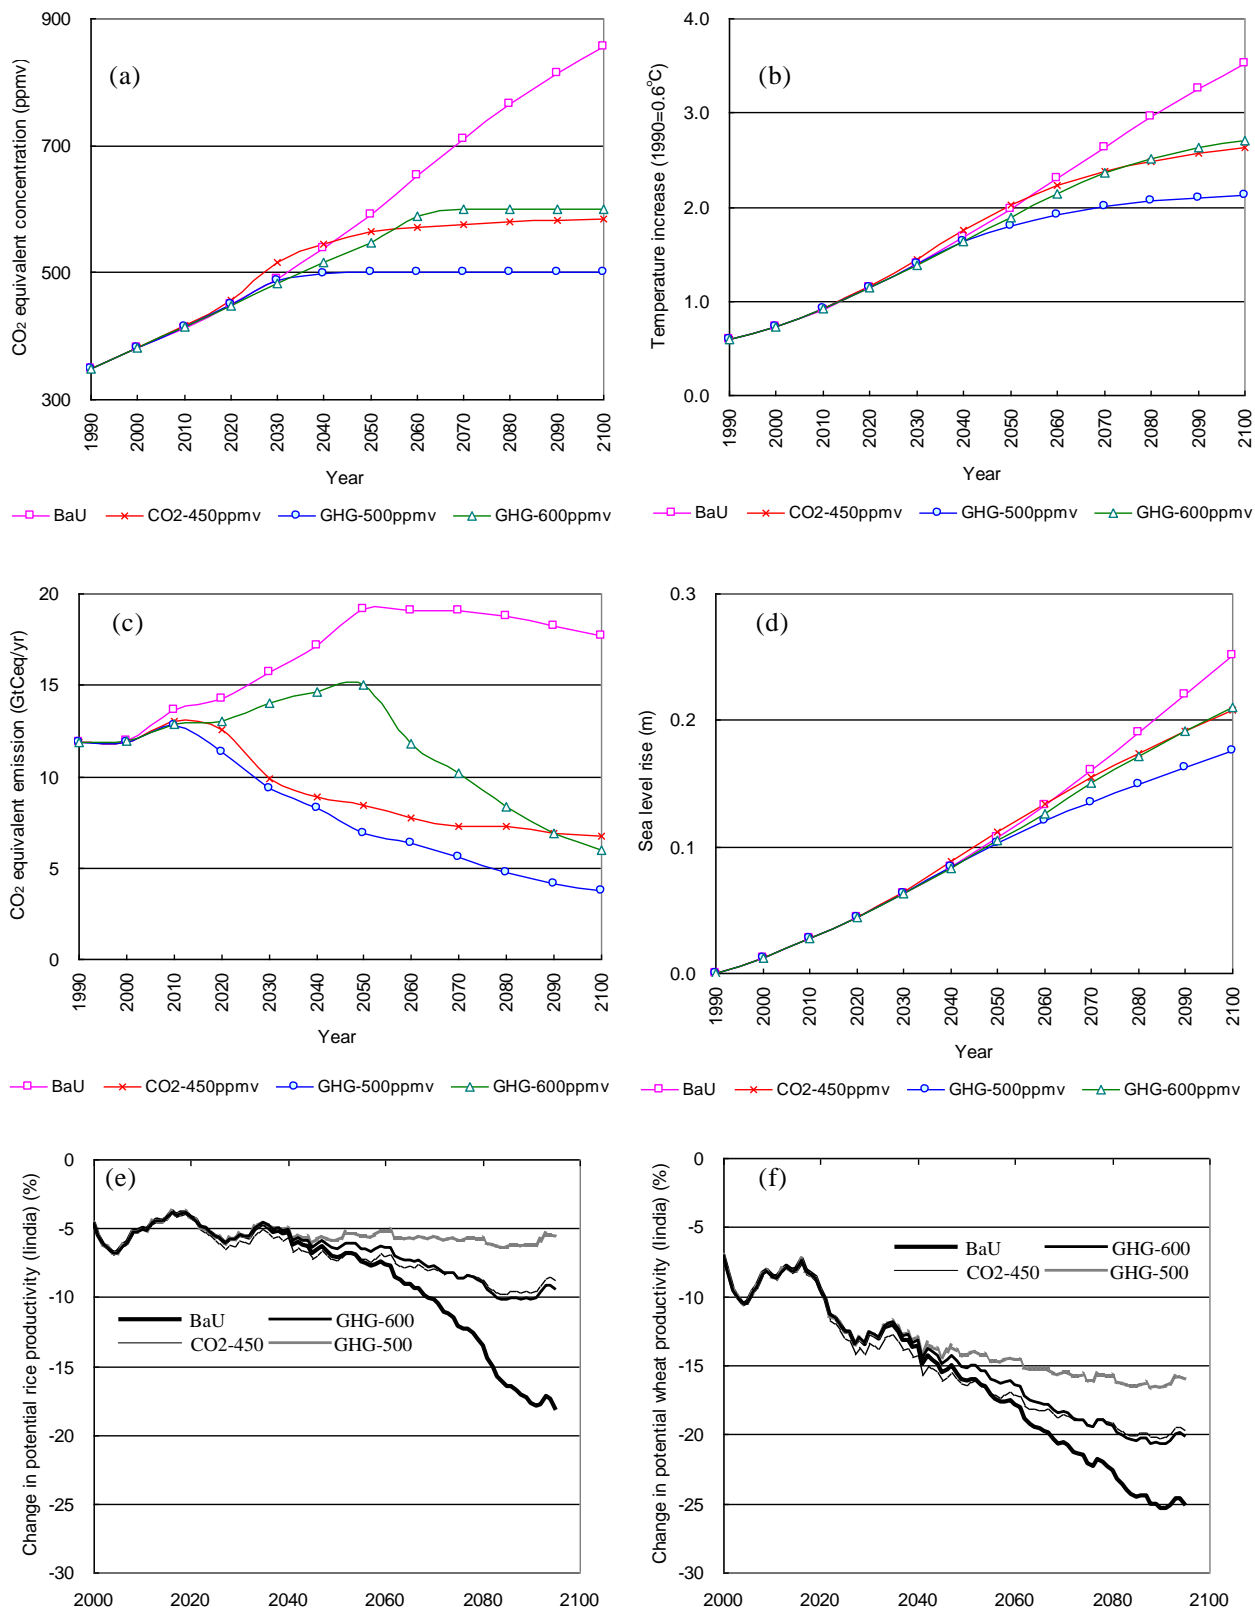 (a)
CO2 equivalent concentration (ppmv)
900
700
500
300
1990 2000 2010 2020 2030 2040 2050 2060 2070 2080 2090 2100
Year
BaU CO2-450ppmv GHG-500ppmv GHG-600ppmv
(b)
Temperature increase (1990=0.6°C)
4.0
3.0
2.0
1.0
0.0
1990 2000 2010 2020 2030 2040 2050 2060 2070 2080 2090 2100
Year
BaU CO2-450ppmv GHG-500ppmv GHG-600ppmv
(c)
CO2 equivalent emission (GtCeq/yr)
20
15
10
5
0
1990 2000 2010 2020 2030 2040 2050 2060 2070 2080 2090 2100
Year
BaU CO2-450ppmv GHG-500ppmv GHG-600ppmv
(d)
Sea level rise (m)
0.3
0.2
0.1
0.0
1990 2000 2010 2020 2030 2040 2050 2060 2070 2080 2090 2100
Year
BaU CO2-450ppmv GHG-500ppmv GHG-600ppmv
(e)
Change in potential rice productivity (Iindia) (%)
0
-5
-10
-15
-20
-25
-30
BaU GHG-600
CO2-450 GHG-500
2000 2020 2040 2060 2080 2100
(f)
Change in potential wheat productivity (Iindia) (%)
0
-5
-10
-15
-20
-25
-30
BaU GHG-600
CO2-450 GHG-500
2000 2020 2040 2060 2080 2100